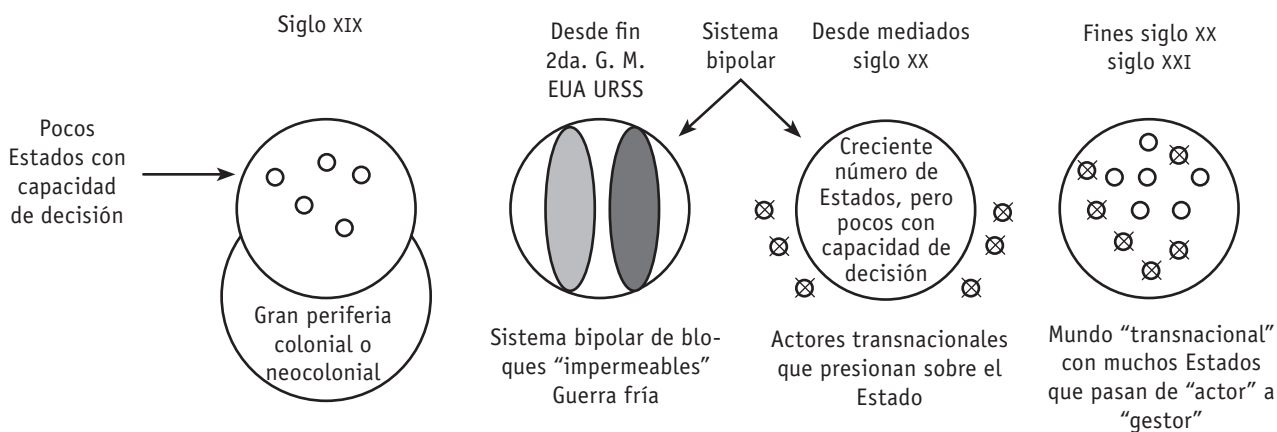 Siglo XIX
Pocos
Estados con
capacidad
de decisión
Gran periferia
colonial o
neocolonial
Desde fin
2da. G. M.
EUA URSS
Sistema
bipolar
Sistema bipolar de blo-
ques “impermeables”
Guerra fría
Desde mediados
siglo XX
Creciente
número de
Estados, pero
pocos con
capacidad de
decisión
Actores transnacionales
que presionan sobre el
Estado
Fines siglo XX
siglo XXI
Mundo “transnacional”
con muchos Estados
que pasan de “actor” a
“gestor”